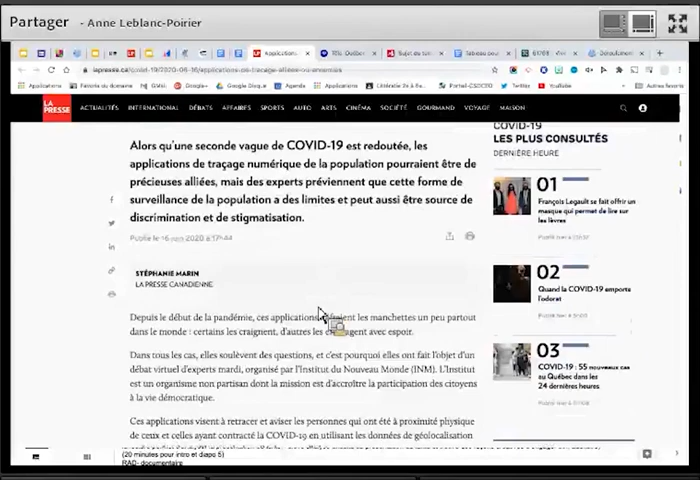 Partager - Anne Leblanc-Poirier
LA PRESSE
ACTUALITÉS INTERNATIONAL DÉBATS AFFAIRES SPORTS AUTO ARTS CINÉMA SOCIÉTÉ GOURMAND VOYAGE MAISON
Alors qu'une seconde vague de COVID-19 est redoutée, les
applications de traçage numérique de la population pourraient être de
précieuses alliées, mais des experts préviennent que cette forme de
surveillance de la population a des limites et peut aussi être source de
discrimination et de stigmatisation.
Publié le 16 juin 2020 à 17h44
STÉPHANIE MARIN
LA PRESSE CANADIENNE
Depuis le début de la pandémie, ces applications les manchettes un peu partout
dans le monde : certains les craignent, d'autres les avec espoir.
Dans tous les cas, elles soulèvent des questions, et c'est pourquoi elles ont fait l'objet d'un
débat virtuel d'experts mardi, organisé par l'Institut du Nouveau Monde (INM). L'Institut
est un organisme non partisan dont la mission est d'accroître la participation des citoyens
à la vie démocratique.
Ces applications visent à retracer et aviser les personnes qui ont été à proximité physique
de ceux et celles ayant contracté la COVID-19 en utilisant les données de géolocalisation
COVID-19
LES PLUS CONSULTÉS
DERNIÈRE HEURE
01
François Legault se fait offrir un
masque qui permet de lire sur
les lèvres
02
Quand la COVID-19 emporte
l'odorat
03
COVID-19 : 55 nouveaux cas
au Québec dans les
24 dernières heures
(20 minutes pour intro et diapo 5)
RAD- documentaire